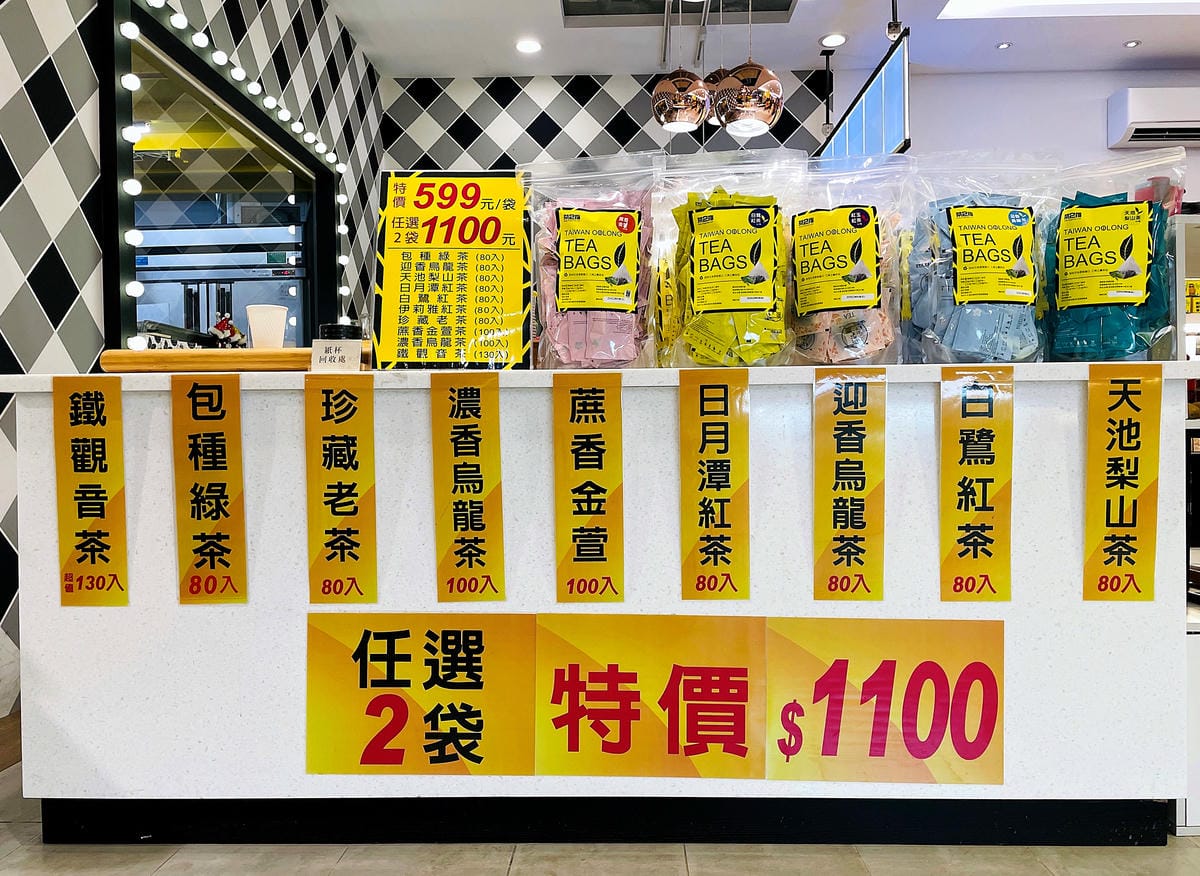 特價 599元/袋
任選2袋 1100元
包種綠茶(80入)
迎香烏龍茶(80入)
天池梨山茶(80入)
日月潭紅茶(80入)
白鷺紅茶(80入)
伊莉雅紅茶(80入)
珍藏老茶(80入)
蔗香金萱茶(100入)
濃香烏龍茶(100入)
鐵觀音茶(130入)
紙杯
回收處
TAIWAN OOLONG
TEA
BAGS
TAIWAN OOLONG
TEA
BAGS
TAIWAN OOLONG
TEA
BAGS
TAIWAN OOLONG
TEA
BAGS
天池
梨山茶
TAIWAN OOLONG
TEA
BAGS
鐵觀音茶
超值130入
包種綠茶
80入
珍藏老茶
80入
濃香烏龍茶
100入
蔗香金萱
100入
日月潭紅茶
80入
迎香烏龍茶
80入
白鷺紅茶
80入
天池梨山茶
80入
任選
2袋
特價
$1100